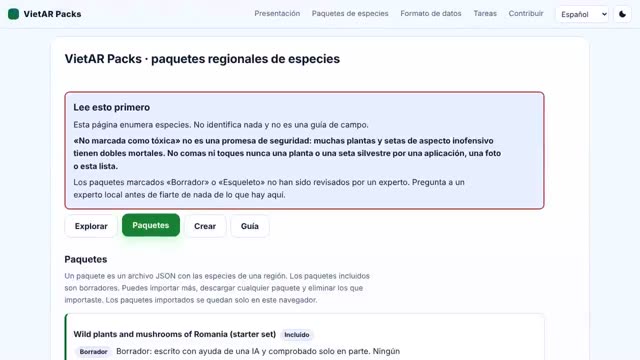 VietAR Packs
Presentación
Paquetes de especies
Formato de datos
Tareas
Contribuir
Español
VietAR Packs · paquetes regionales de especies
Lee esto primero
Esta página enumera especies. No identifica nada y no es una guía de campo.
«No marcada como tóxica» no es una promesa de seguridad: muchas plantas y setas de aspecto inofensivo
tienen dobles mortales. No comas ni toques nunca una planta o una seta silvestre por una aplicación, una foto
o esta lista.
Los paquetes marcados «Borrador» o «Esqueleto» no han sido revisados por un experto. Pregunta a un
experto local antes de fiarte de nada de lo que hay aquí.
Explorar
Paquetes
Crear
Guía
Paquetes
Un paquete es un archivo JSON con las especies de una región. Los paquetes incluidos
son borradores. Puedes importar más, descargar cualquier paquete y eliminar los que
importaste. Los paquetes importados se quedan solo en este navegador.
Wild plants and mushrooms of Romania (starter set)
Incluido
Borrador
Borrador: escrito con ayuda de una IA y comprobado solo en parte. Ningún